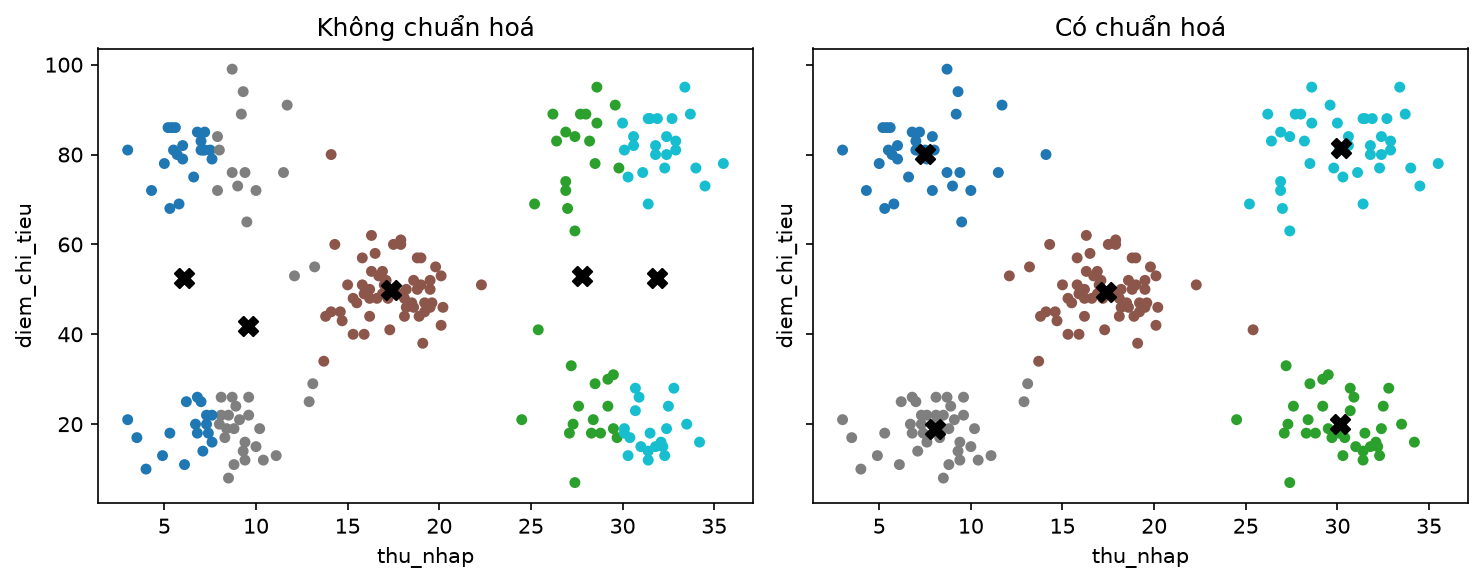 Không chuẩn hoá
Có chuẩn hoá
diem_chi_tieu
100
80
60
40
20
5 10 15 20 25 30 35
thu_nhap
diem_chi_tieu
5 10 15 20 25 30 35
thu_nhap